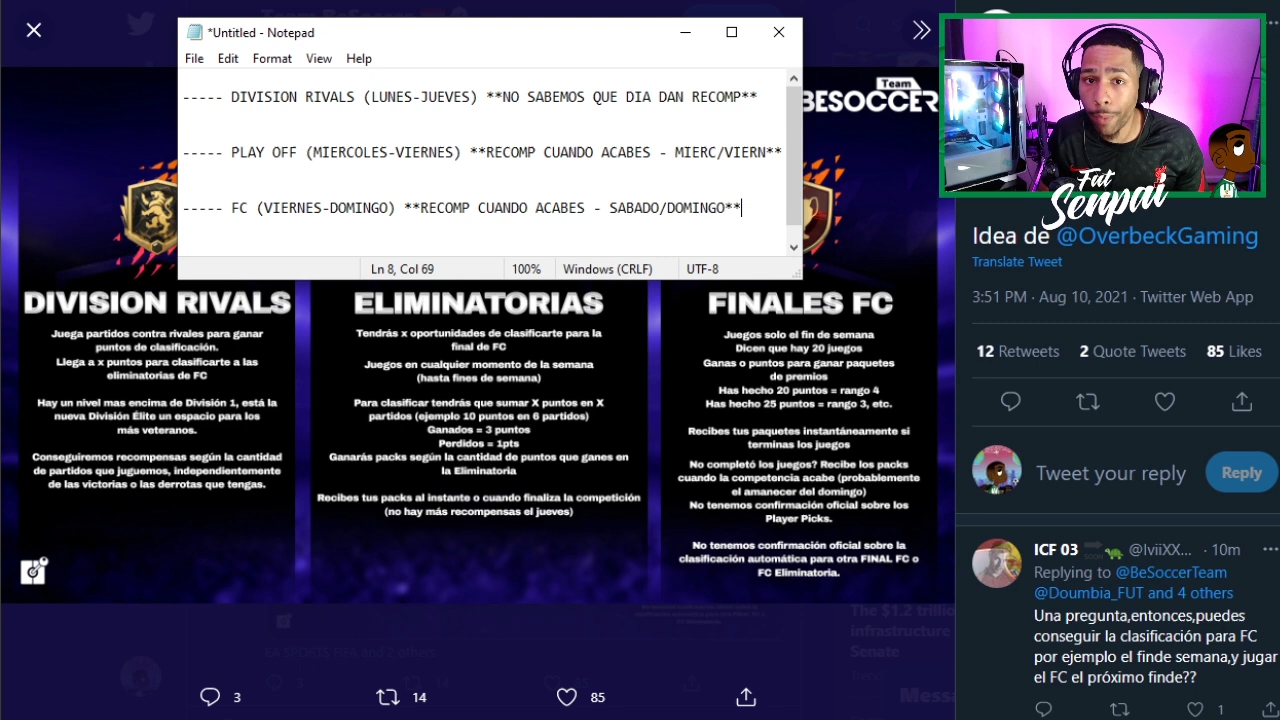 *Untitled - Notepad
File Edit Format View Help
----- DIVISION RIVALS (LUNES-JUEVES) **NO SABEMOS QUE DIA DAN RECOMP**
----- PLAY OFF (MIERCOLES-VIERNES) **RECOMP CUANDO ACABES - MIERC/VIERN**
----- FC (VIERNES-DOMINGO) **RECOMP CUANDO ACABES - SABADO/DOMINGO**
Ln 8, Col 69 100% Windows (CRLF) UTF-8
Team
BESOCCER
DIVISION RIVALS
Juega partidos contra rivales para ganar
puntos de clasificación.
Llega a x puntos para clasificarte a las
eliminatorias de FC
Hay un nivel mas encima de División 1, está la
nueva División Élite un espacio para los
más veteranos.
Conseguiremos recompensas según la cantidad
de partidos que juguemos, independientemente
de las victorias o las derrotas que tengas.
ELIMINATORIAS
Tendrás x oportunidades de clasificarte para la
final de FC
Juegos en cualquier momento de la semana
(hasta fines de semana)
Para clasificar tendrás que sumar X puntos en X
partidos (ejemplo 10 puntos en 6 partidos)
Ganados = 3 puntos
Perdidos = 1pts
Ganarás packs según la cantidad de puntos que ganes en
la Eliminatoria
Recibes tus packs al instante o cuando finaliza la competición
(no hay más recompensas el jueves)
FINALES FC
Juegos solo el fin de semana
Dicen que hay 20 juegos
Ganas o puntos para ganar paquetes
de premios
Has hecho 20 puntos = rango 4
Has hecho 25 puntos = rango 3, etc.
Recibes tus paquetes instantáneamente si
terminas los juegos
No completó los juegos? Recibe los packs
cuando la competencia acabe (probablemente
el amanecer del domingo)
No tenemos confirmación oficial sobre los
Player Picks.
No tenemos confirmación oficial sobre la
clasificación automática para otra FINAL FC o
FC Eliminatoria.
3 14 85
Fut
Senpai
Idea de @OverbeckGaming
Translate Tweet
3:51 PM · Aug 10, 2021 · Twitter Web App
12 Retweets 2 Quote Tweets 85 Likes
Tweet your reply Reply
ICF 03 @IviiXX... · 10m
Replying to @BeSoccerTeam
@Doumbia_FUT and 4 others
Una pregunta,entonces,puedes
conseguir la clasificación para FC
por ejemplo el finde semana,y jugar
el FC el próximo finde??
1
The $1.2 trillio
infrastructure
Senate